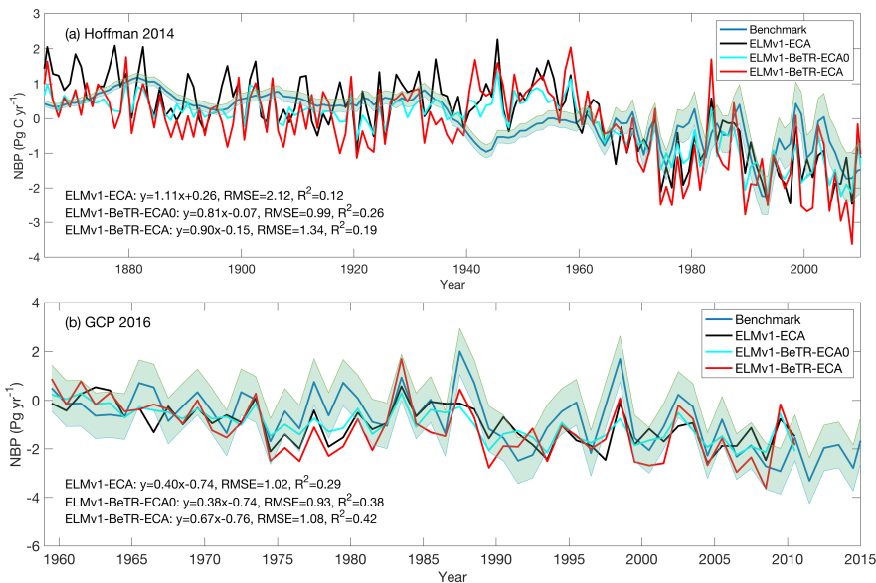 (a) Hoffman 2014
Benchmark
ELMv1-ECA
ELMv1-BeTR-ECA0
ELMv1-BeTR-ECA
3
2
1
0
-1
-2
-3
-4
NBP (Pg C yr⁻¹)
ELMv1-ECA: y=1.11x+0.26, RMSE=2.12, R²=0.12
ELMv1-BeTR-ECA0: y=0.81x-0.07, RMSE=0.99, R²=0.26
ELMv1-BeTR-ECA: y=0.90x-0.15, RMSE=1.34, R²=0.19
1880 1900 1920 1940 1960 1980 2000
Year
(b) GCP 2016
Benchmark
ELMv1-ECA
ELMv1-BeTR-ECA0
ELMv1-BeTR-ECA
4
2
0
-2
-4
-6
NBP (Pg yr⁻¹)
ELMv1-ECA: y=0.40x-0.74, RMSE=1.02, R²=0.29
ELMv1-BeTR-ECA0: y=0.38x-0.74, RMSE=0.93, R²=0.38
ELMv1-BeTR-ECA: y=0.67x-0.76, RMSE=1.08, R²=0.42
1960 1965 1970 1975 1980 1985 1990 1995 2000 2005 2010 2015
Year